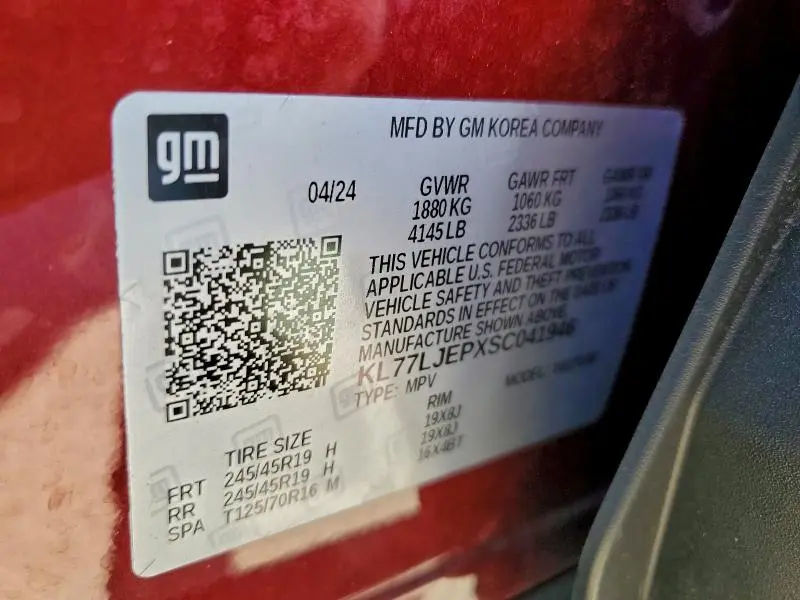 gm
MFD BY GM KOREA COMPANY
04/24
GVWR
1880 KG
4145 LB
GAWR FRT
1060 KG
2336 LB
THIS VEHICLE CONFORMS TO ALL
APPLICABLE U.S. FEDERAL MOTOR
VEHICLE SAFETY AND THEFT PREVENTION
STANDARDS IN EFFECT ON THE DATE OF
MANUFACTURE SHOWN ABOVE.
KL77LJEPXSC041946
TYPE: MPV MODEL:
TIRE SIZE RIM
FRT 245/45R19 H 19X8J
RR 245/45R19 H 19X8J
SPA T125/70R16 M 16X4BT